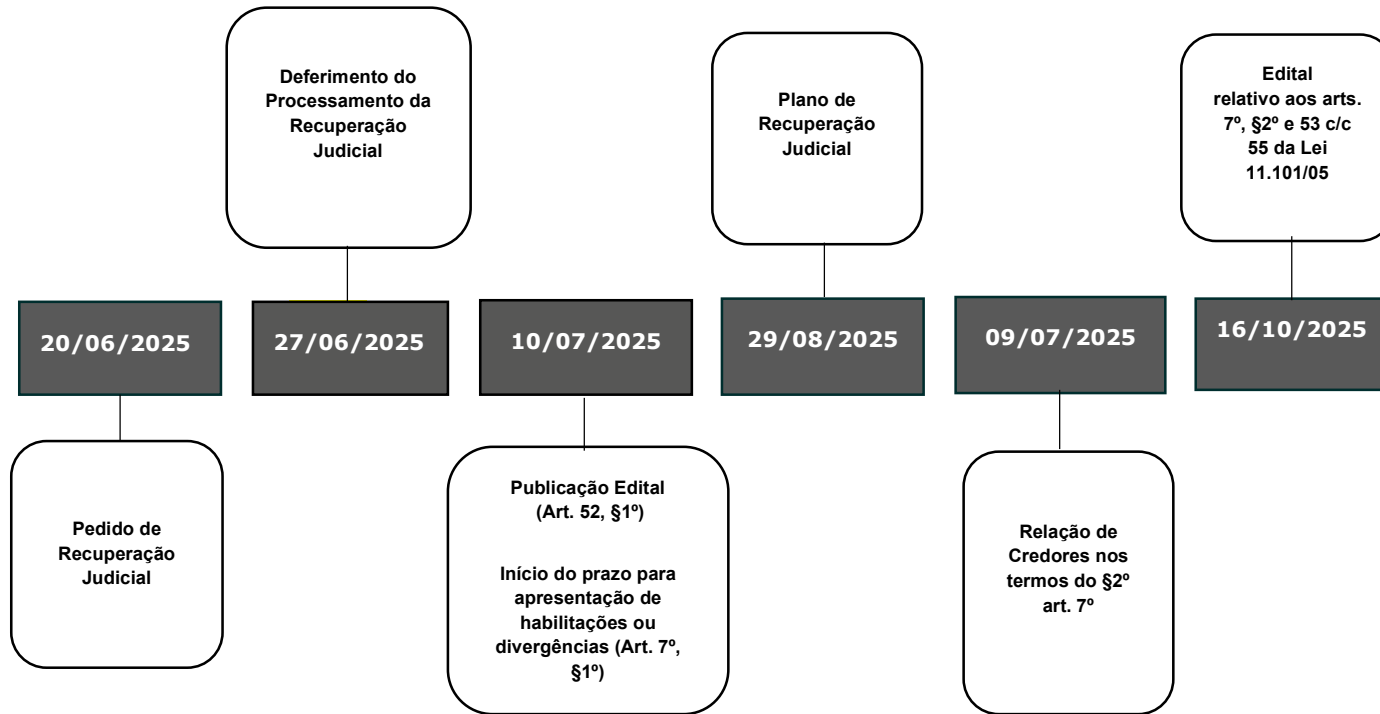 Deferimento do
Processamento da
Recuperação
Judicial
Plano de
Recuperação
Judicial
Edital
relativo aos arts.
7º, §2º e 53 c/c
55 da Lei
11.101/05
20/06/2025
27/06/2025
10/07/2025
29/08/2025
09/07/2025
16/10/2025
Pedido de
Recuperação
Judicial
Publicação Edital
(Art. 52, §1º)
Início do prazo para
apresentação de
habilitações ou
divergências (Art. 7º,
§1º)
Relação de
Credores nos
termos do §2º
art. 7º